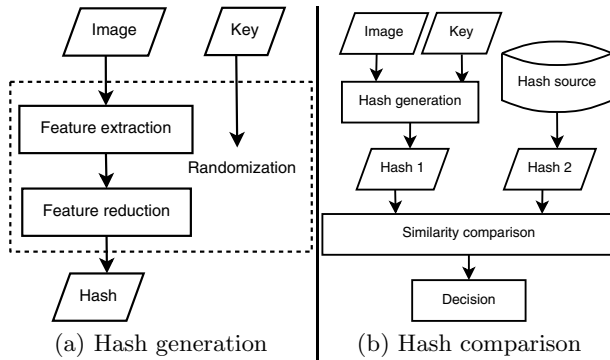 Image
Key
Feature extraction
Randomization
Feature reduction
Hash
(a) Hash generation
Image
Key
Hash generation
Hash source
Hash 1
Hash 2
Similarity comparison
Decision
(b) Hash comparison